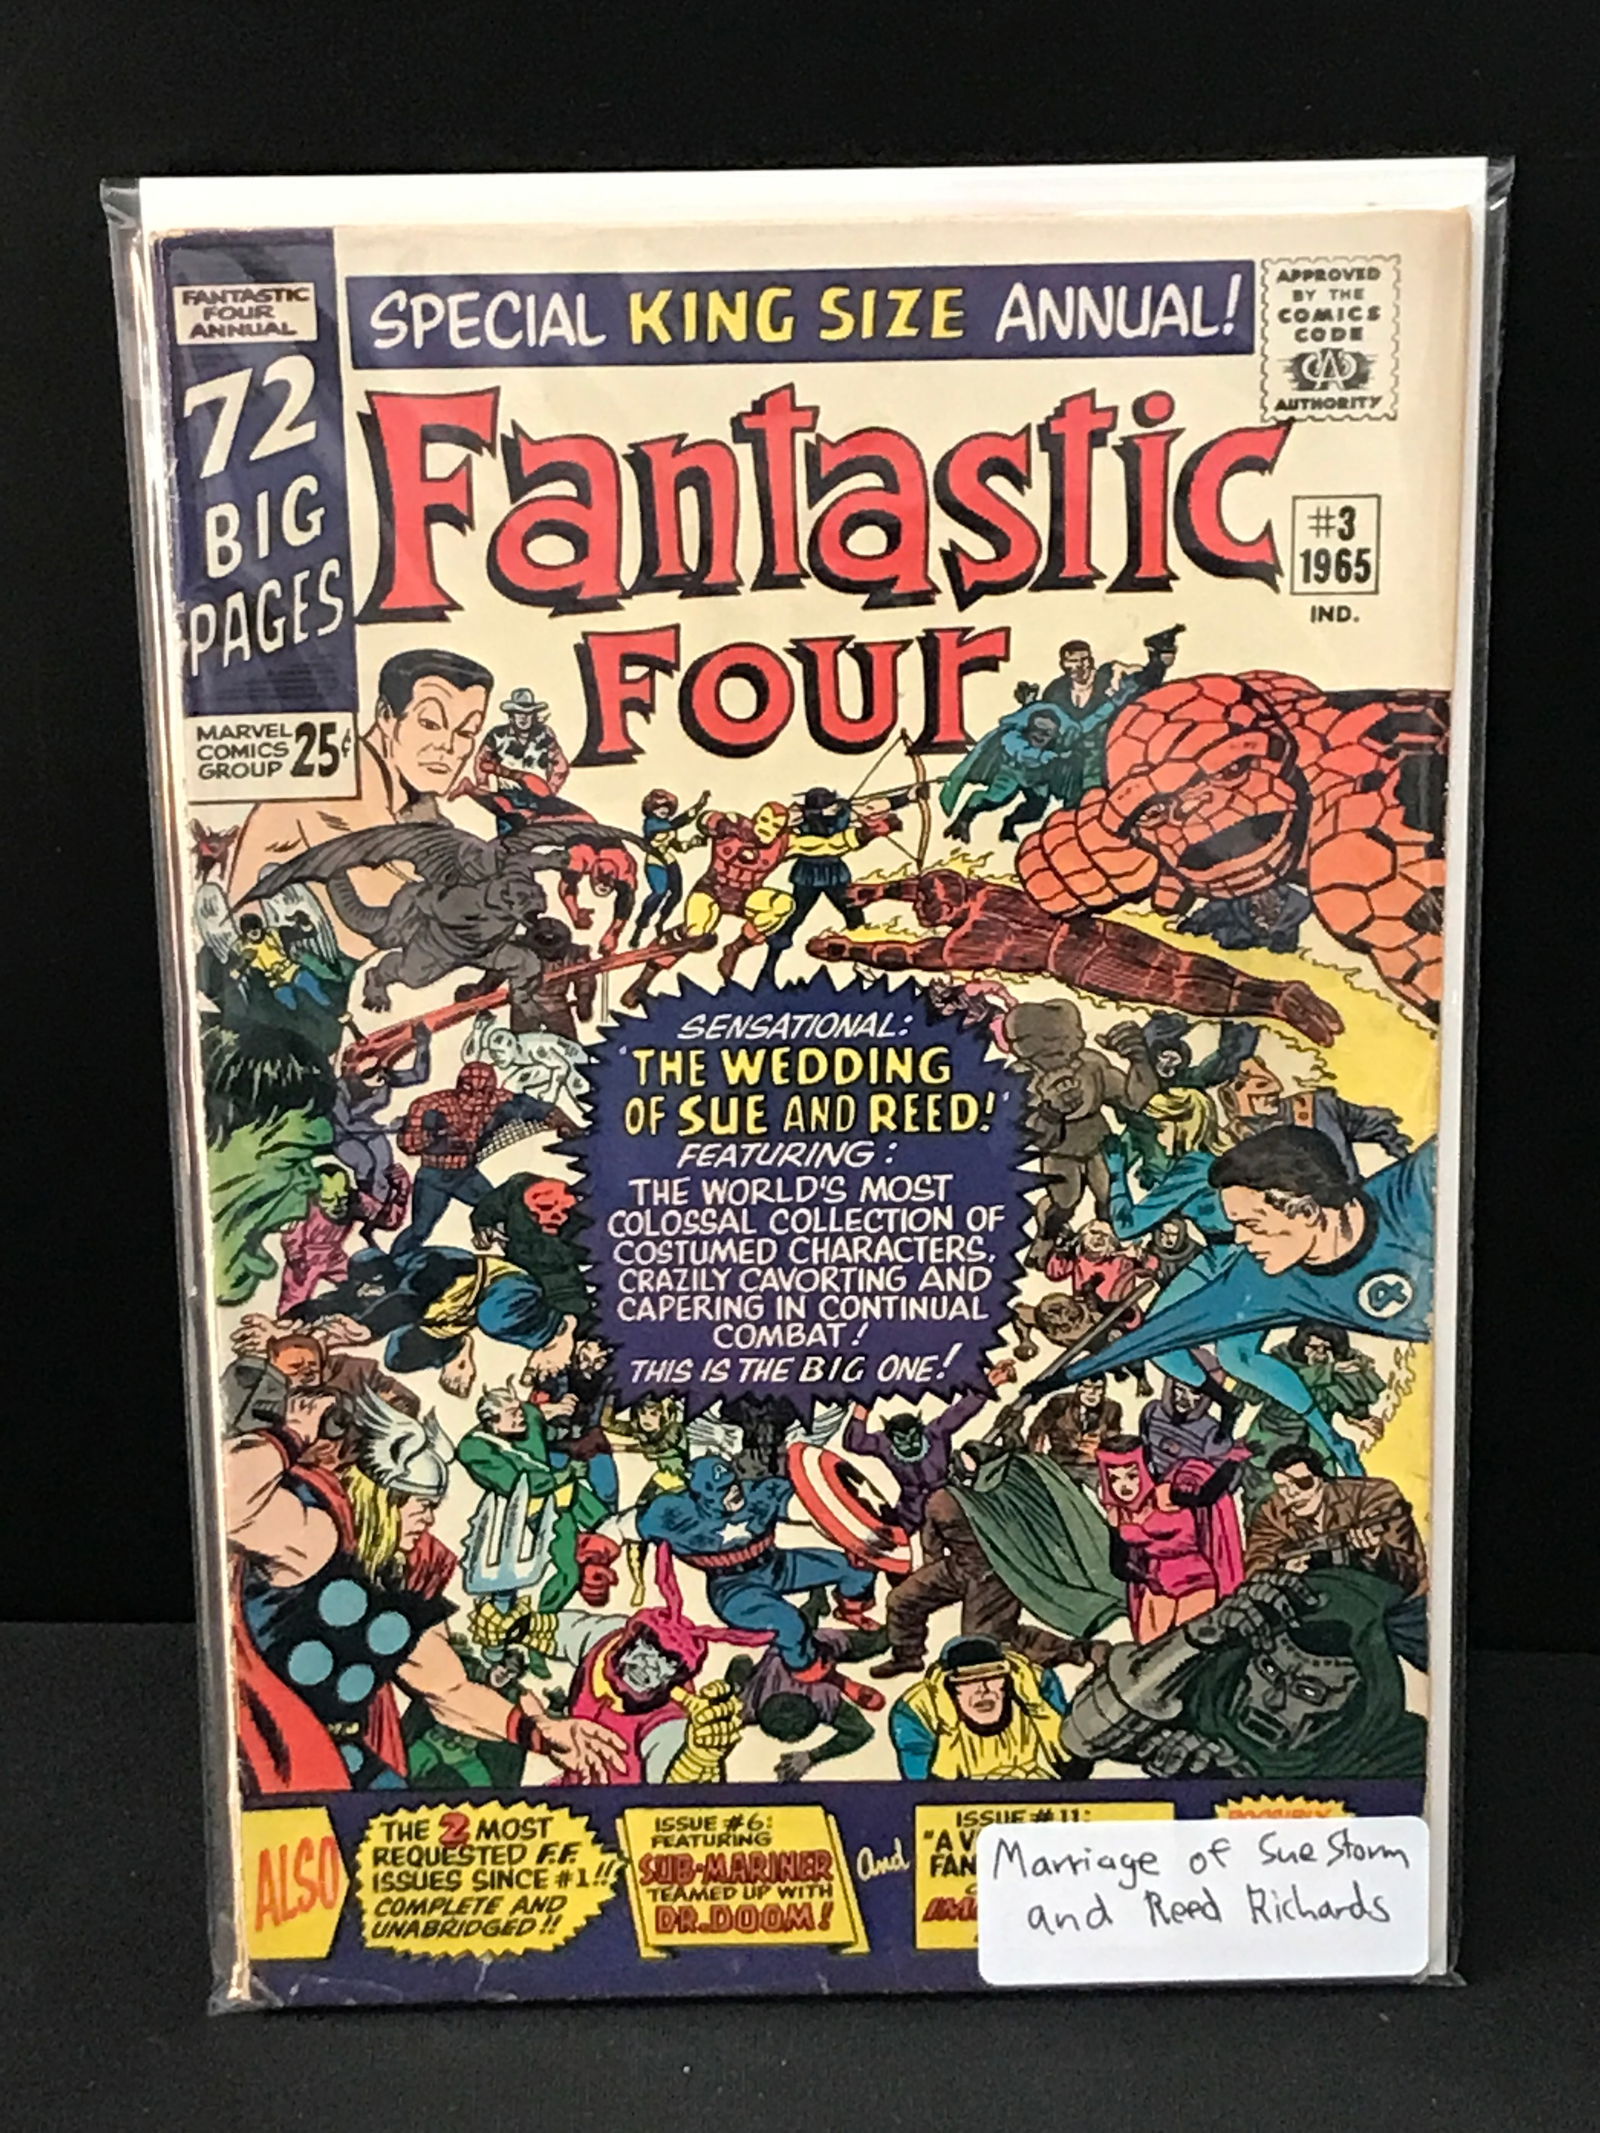 FANTASTIC
FOUR
ANNUAL
72
BIG
PAGES
MARVEL
COMICS
GROUP 25¢
SPECIAL KING SIZE ANNUAL!
APPROVED
BY THE
COMICS
CODE
CA
AUTHORITY
Fantastic
Four
#3
1965
IND.
SENSATIONAL:
'THE WEDDING
OF SUE AND REED!'
FEATURING:
THE WORLD'S MOST
COLOSSAL COLLECTION OF
COSTUMED CHARACTERS,
CRAZILY CAVORTING AND
CAPERING IN CONTINUAL
COMBAT!
THIS IS THE BIG ONE!
ALSO
THE 2 MOST
REQUESTED F.F.
ISSUES SINCE #1!!
COMPLETE AND
UNABRIDGED!!
ISSUE #6:
FEATURING
SUB-MARINER
TEAMED UP WITH
DR. DOOM!
and
ISSUE #11:
"A V
FAN
Marriage of Sue Storm
and Reed Richards